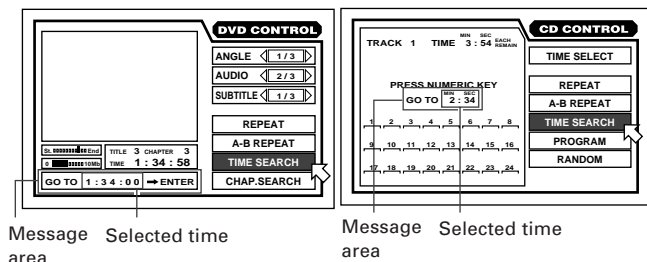 DVD CONTROL
ANGLE 1 / 3
AUDIO 2 / 3
SUBTITLE 1 / 3
REPEAT
A-B REPEAT
TIME SEARCH
CHAP.SEARCH
St. End
TITLE 3 CHAPTER 3
0 10Mb
TIME 1 : 34 : 58
GO TO 1 : 3 4 : 0 0 ➞ ENTER
Message area
Selected time
CD CONTROL
TRACK 1 TIME MIN 3 : SEC 54 EACH REMAIN
TIME SELECT
PRESS NUMERIC KEY
GO TO MIN 2 : SEC 34
REPEAT
A-B REPEAT
TIME SEARCH
PROGRAM
RANDOM
1 2 3 4 5 6 7 8
9 10 11 12 13 14 15 16
17 18 19 20 21 22 23 24
Message area
Selected time